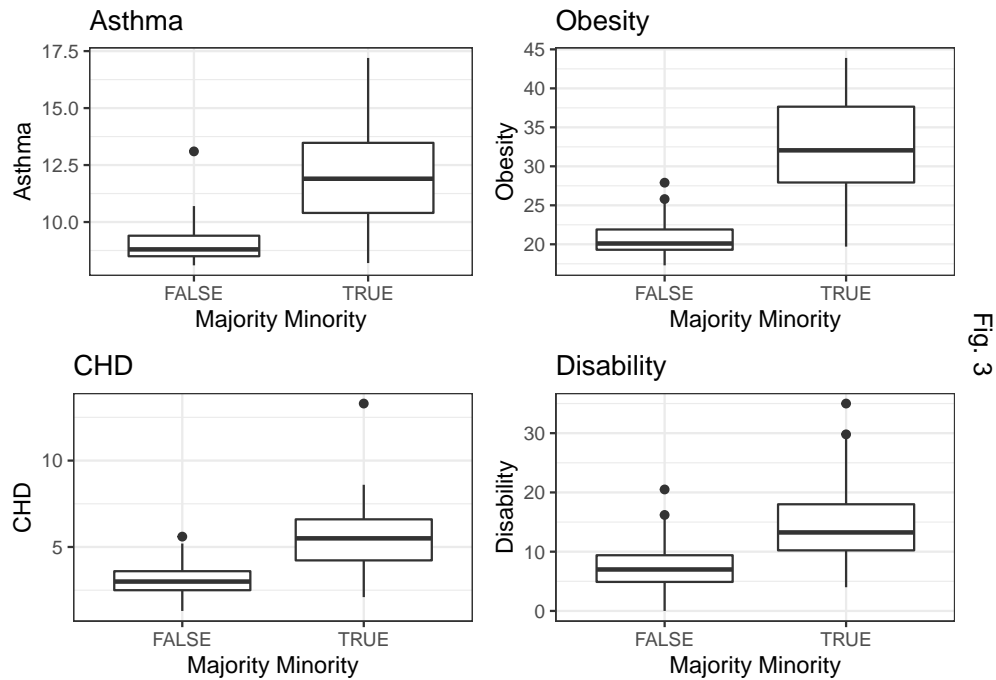 Asthma
Asthma
17.5
15.0
12.5
10.0
FALSE
TRUE
Majority Minority
Obesity
Obesity
45
40
35
30
25
20
FALSE
TRUE
Majority Minority
CHD
CHD
10
5
FALSE
TRUE
Majority Minority
Disability
Disability
30
20
10
0
FALSE
TRUE
Majority Minority
Fig. 3